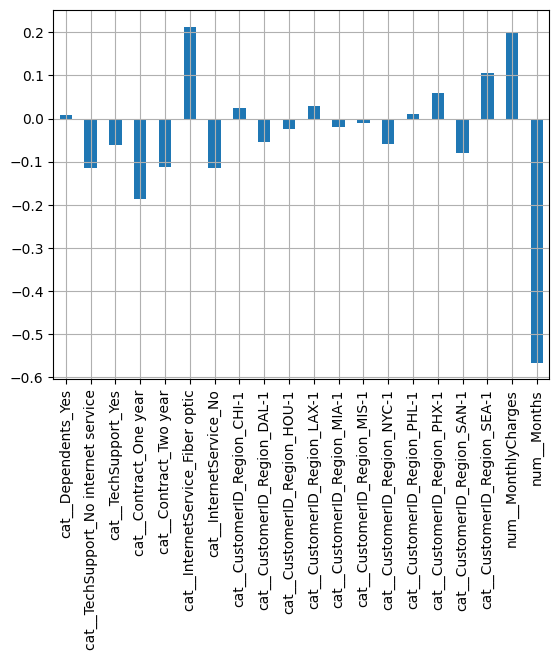 0.2
0.1
0.0
−0.1
−0.2
−0.3
−0.4
−0.5
−0.6
cat__Dependents_Yes
cat__TechSupport_No internet service
cat__TechSupport_Yes
cat__Contract_One year
cat__Contract_Two year
cat__InternetService_Fiber optic
cat__InternetService_No
cat__CustomerID_Region_CHI-1
cat__CustomerID_Region_DAL-1
cat__CustomerID_Region_HOU-1
cat__CustomerID_Region_LAX-1
cat__CustomerID_Region_MIA-1
cat__CustomerID_Region_MIS-1
cat__CustomerID_Region_NYC-1
cat__CustomerID_Region_PHL-1
cat__CustomerID_Region_PHX-1
cat__CustomerID_Region_SAN-1
cat__CustomerID_Region_SEA-1
num__MonthlyCharges
num__Months